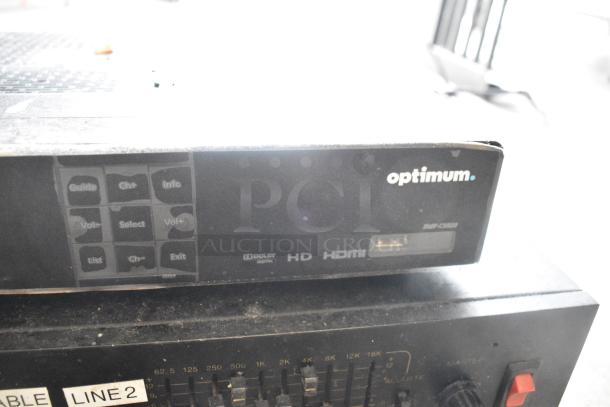 optimum.
Guide Ch+ Info
Vol- Select Vol+
List Ch- Exit
PCI
AUCTION GROUP
DOLBY
DIGITAL
HD HDMI
62.5 125 250 500 1K 2K 4K 8K 12K 16K
ABLE
LINE 2